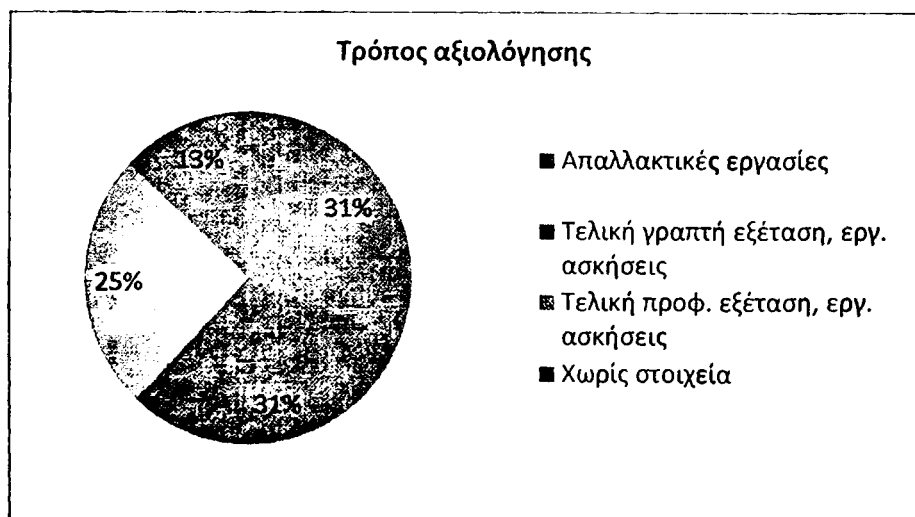 Τρόπος αξιολόγησης
13%
31%
25%
31%
Απαλλακτικές εργασίες
Τελική γραπτή εξέταση, εργ.
ασκήσεις
Τελική προφ. εξέταση, εργ.
ασκήσεις
Χωρίς στοιχεία